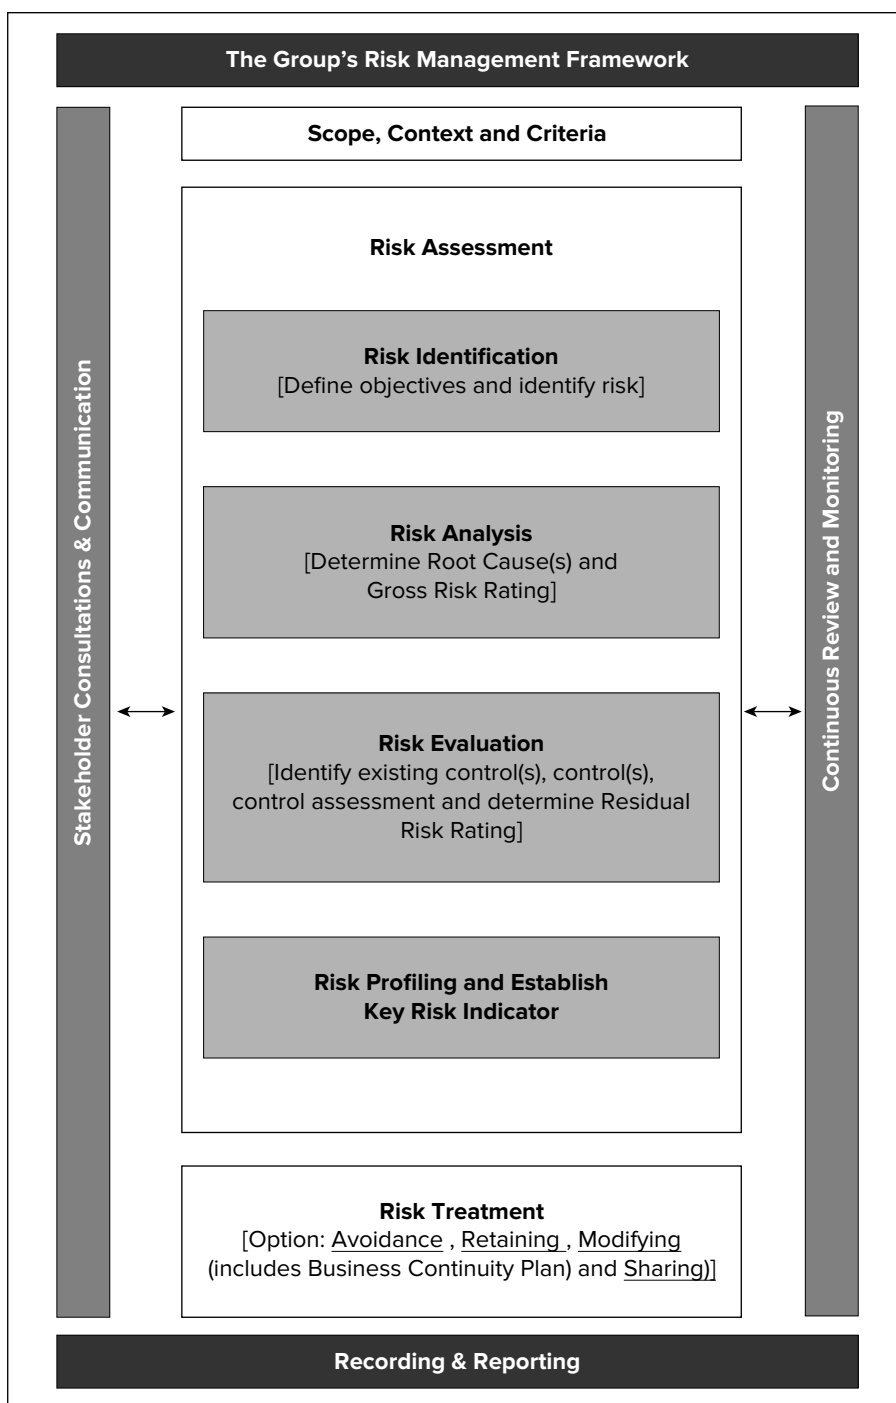 The Group’s Risk Management Framework
Stakeholder Consultations & Communication
Scope, Context and Criteria
Risk Assessment
Risk Identification
[Define objectives and identify risk]
Risk Analysis
[Determine Root Cause(s) and
Gross Risk Rating]
Risk Evaluation
[Identify existing control(s), control(s),
control assessment and determine Residual
Risk Rating]
Risk Profiling and Establish
Key Risk Indicator
Risk Treatment
[Option: Avoidance , Retaining , Modifying
(includes Business Continuity Plan) and Sharing)]
Continuous Review and Monitoring
Recording & Reporting